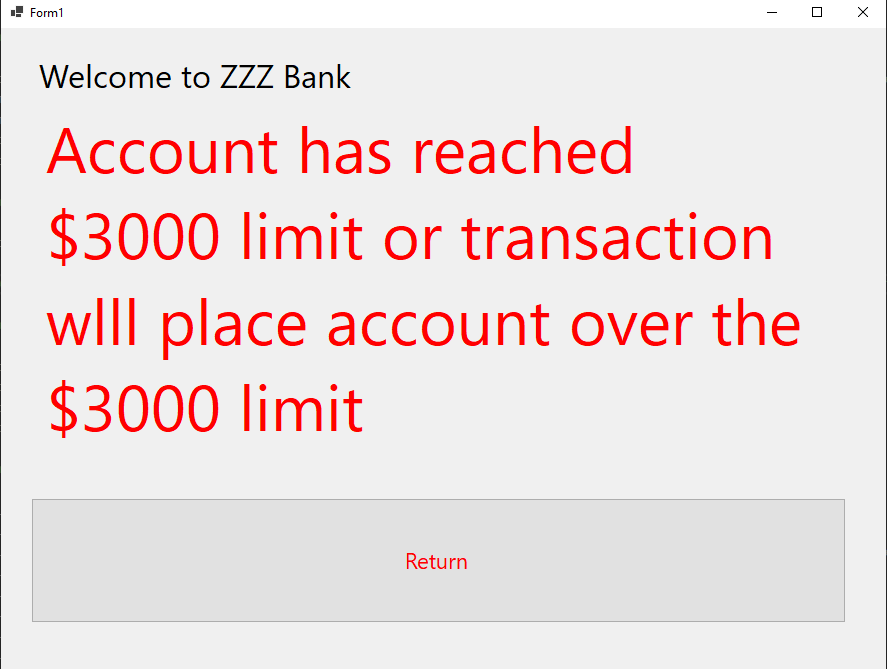 Form1
Welcome to ZZZ Bank
Account has reached
$3000 limit or transaction
wlll place account over the
$3000 limit
Return